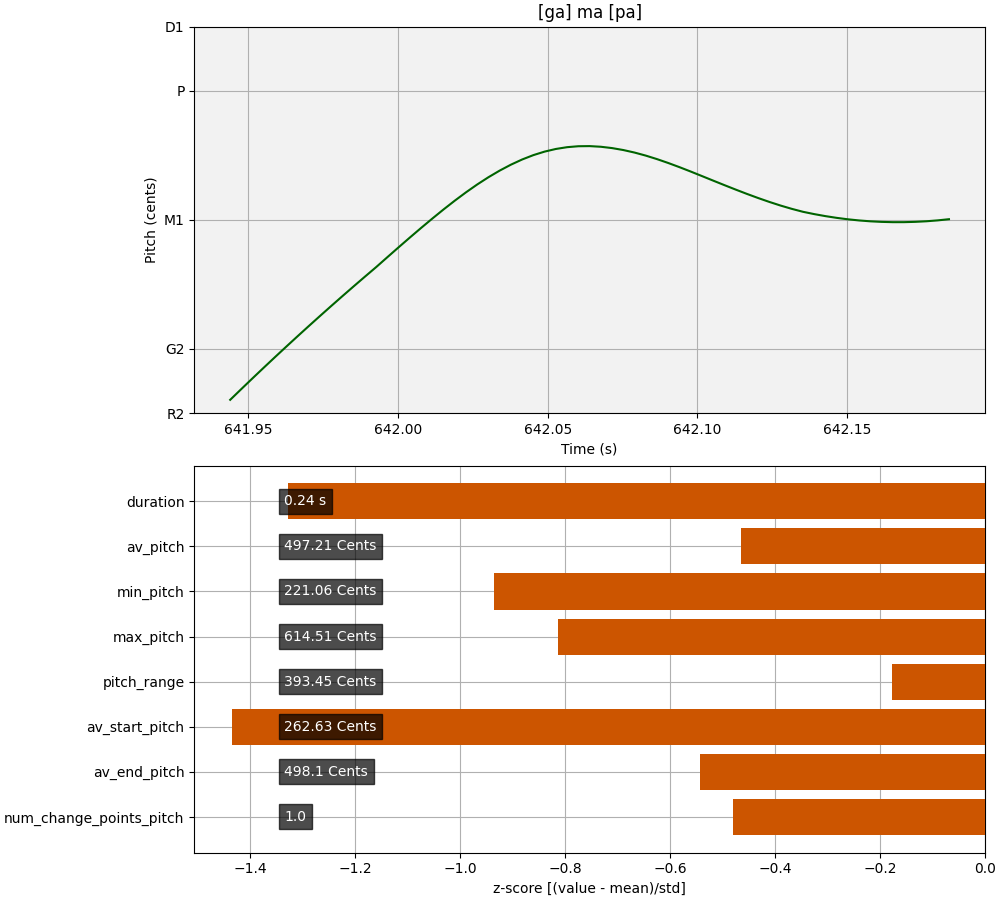 [ga] ma [pa]
D1
P
M1
G2
R2
Pitch (cents)
641.95 642.00 642.05 642.10 642.15
Time (s)
duration 0.24 s
av_pitch 497.21 Cents
min_pitch 221.06 Cents
max_pitch 614.51 Cents
pitch_range 393.45 Cents
av_start_pitch 262.63 Cents
av_end_pitch 498.1 Cents
num_change_points_pitch 1.0
−1.4 −1.2 −1.0 −0.8 −0.6 −0.4 −0.2 0.0
z-score [(value - mean)/std]